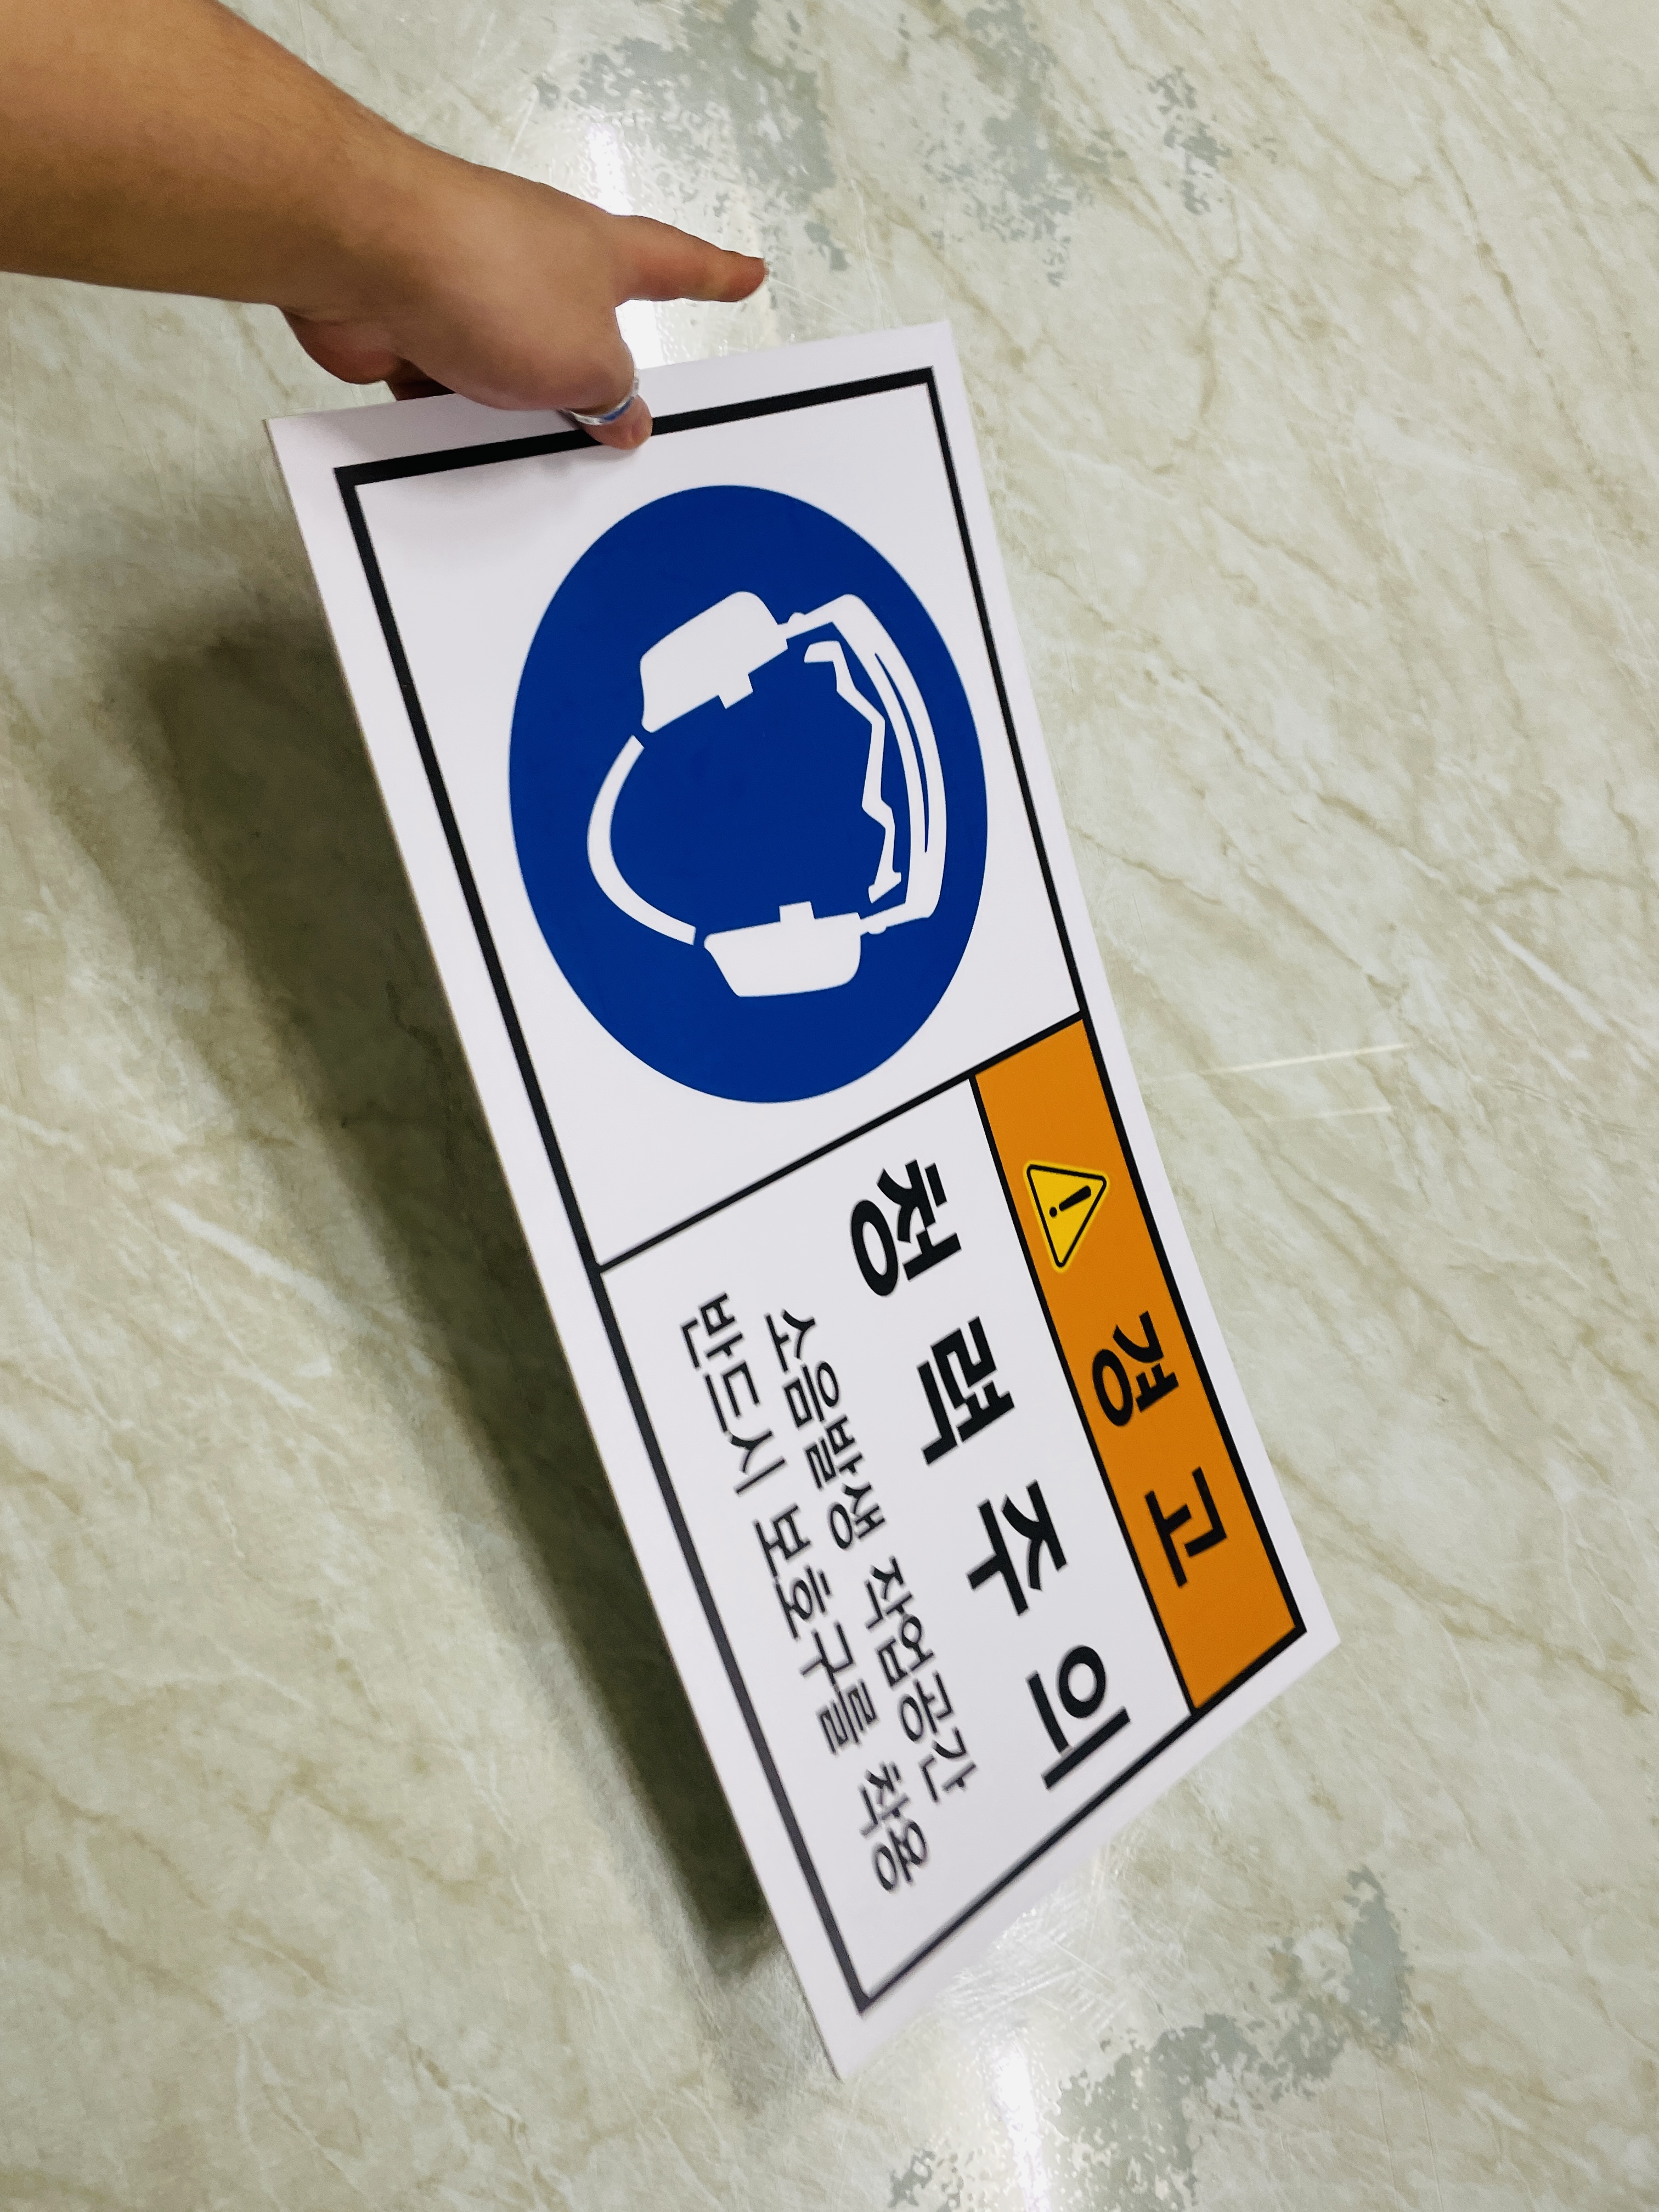 경 고
청 력 주 의
소음발생 작업공간
반드시 보호구를 착용